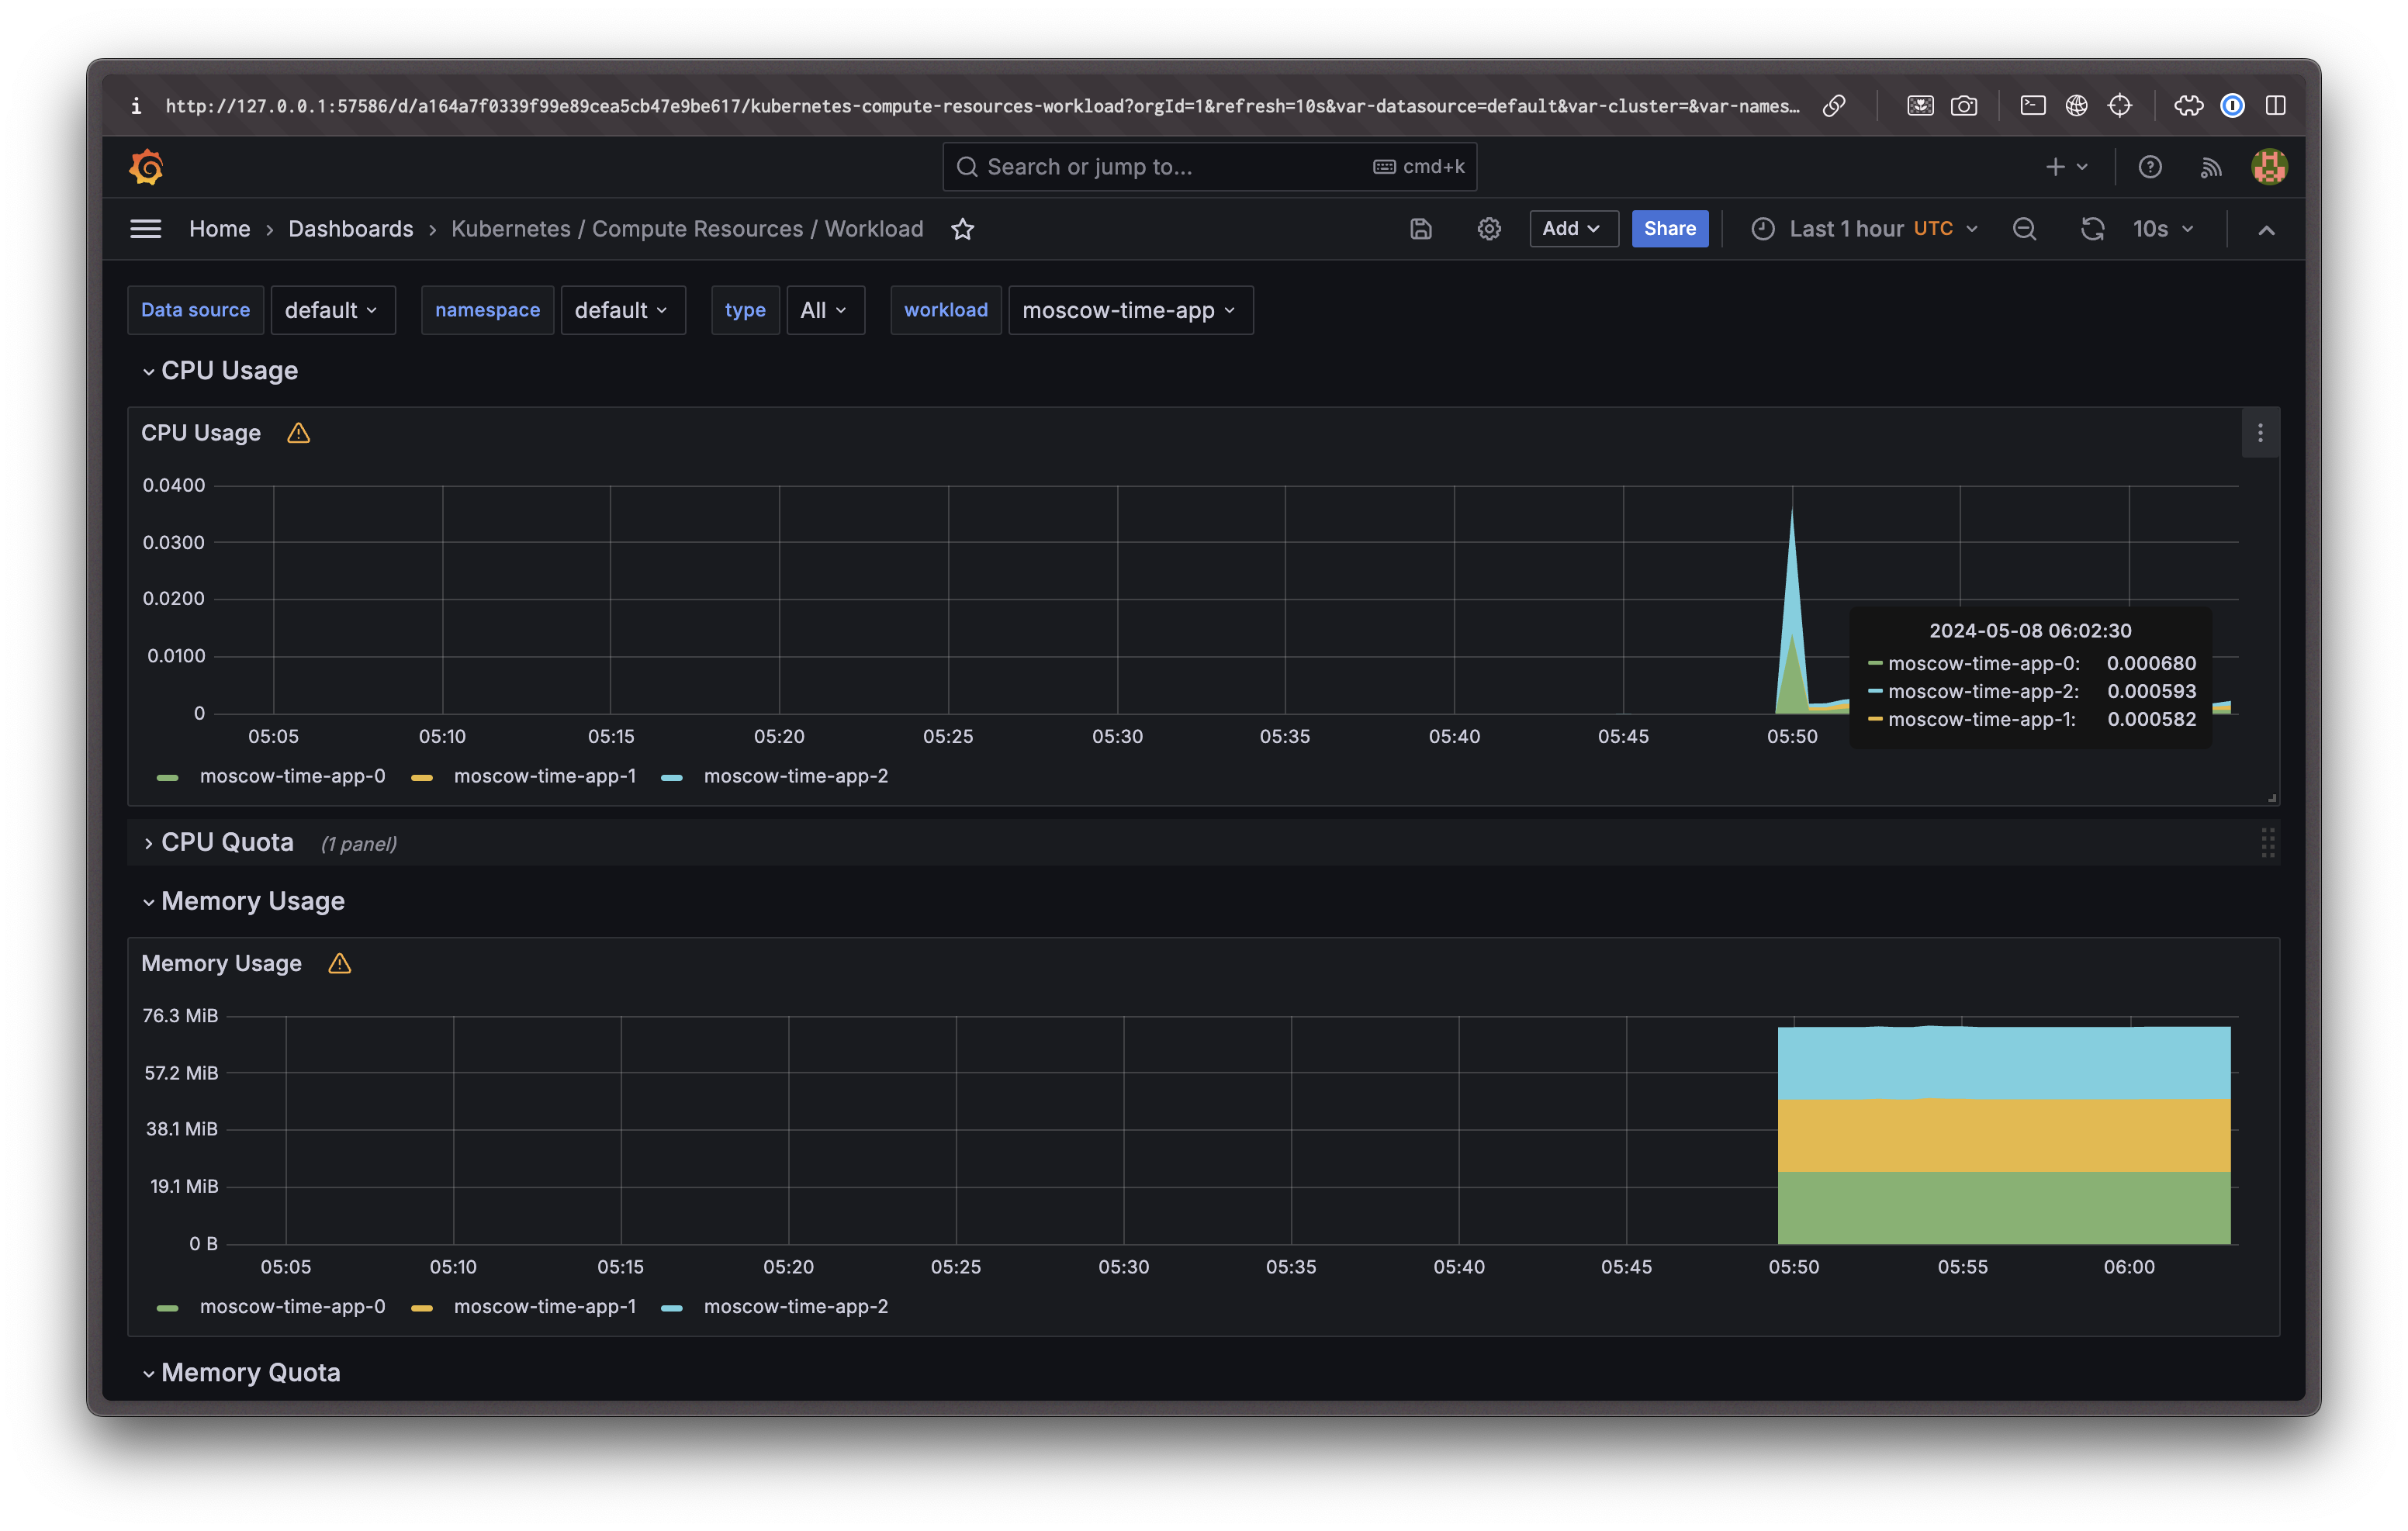 http://127.0.0.1:57586/d/a164a7f0339f99e89cea5cb47e9be617/kubernetes-compute-resources-workload?orgId=1&refresh=10s&var-datasource=default&var-cluster=&var-names…
Search or jump to... cmd+k
Home › Dashboards › Kubernetes / Compute Resources / Workload Add Share Last 1 hour UTC 10s
Data source default namespace default type All workload moscow-time-app
CPU Usage
CPU Usage
0.0400
0.0300
0.0200
0.0100
0
05:05 05:10 05:15 05:20 05:25 05:30 05:35 05:40 05:45 05:50
2024-05-08 06:02:30
moscow-time-app-0: 0.000680
moscow-time-app-2: 0.000593
moscow-time-app-1: 0.000582
moscow-time-app-0 moscow-time-app-1 moscow-time-app-2
CPU Quota (1 panel)
Memory Usage
Memory Usage
76.3 MiB
57.2 MiB
38.1 MiB
19.1 MiB
0 B
05:05 05:10 05:15 05:20 05:25 05:30 05:35 05:40 05:45 05:50 05:55 06:00
moscow-time-app-0 moscow-time-app-1 moscow-time-app-2
Memory Quota